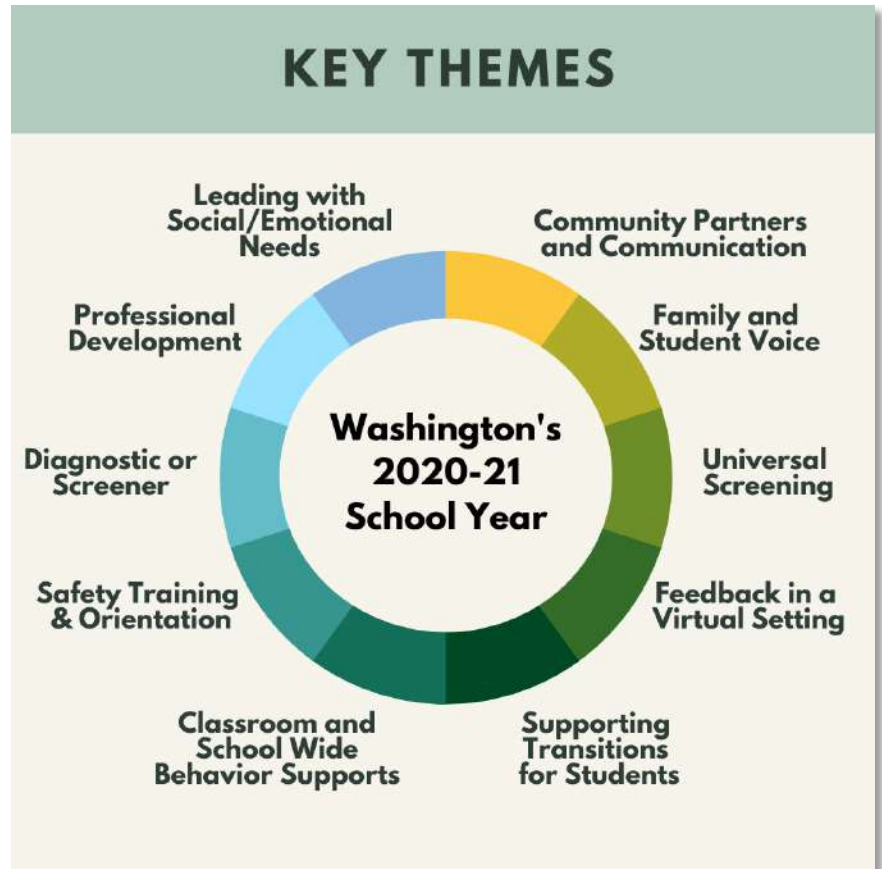 KEY THEMES
Leading with
Social/Emotional
Needs
Community Partners
and Communication
Professional
Development
Family and
Student Voice
Washington's
2020-21
School Year
Diagnostic or
Screener
Universal
Screening
Safety Training
& Orientation
Feedback in a
Virtual Setting
Classroom and
School Wide
Behavior Supports
Supporting
Transitions
for Students